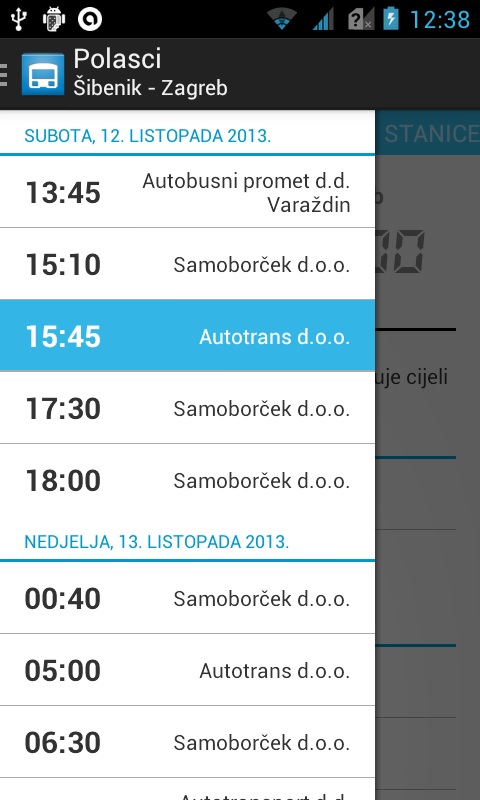 12:38
Polasci
Šibenik - Zagreb
STANICE
SUBOTA, 12. LISTOPADA 2013.
13:45
Autobusni promet d.d.
Varaždin
15:10
Samoborček d.o.o.
15:45
Autotrans d.o.o.
uje cijeli
17:30
Samoborček d.o.o.
18:00
Samoborček d.o.o.
NEDJELJA, 13. LISTOPADA 2013.
00:40
Samoborček d.o.o.
05:00
Autotrans d.o.o.
06:30
Samoborček d.o.o.